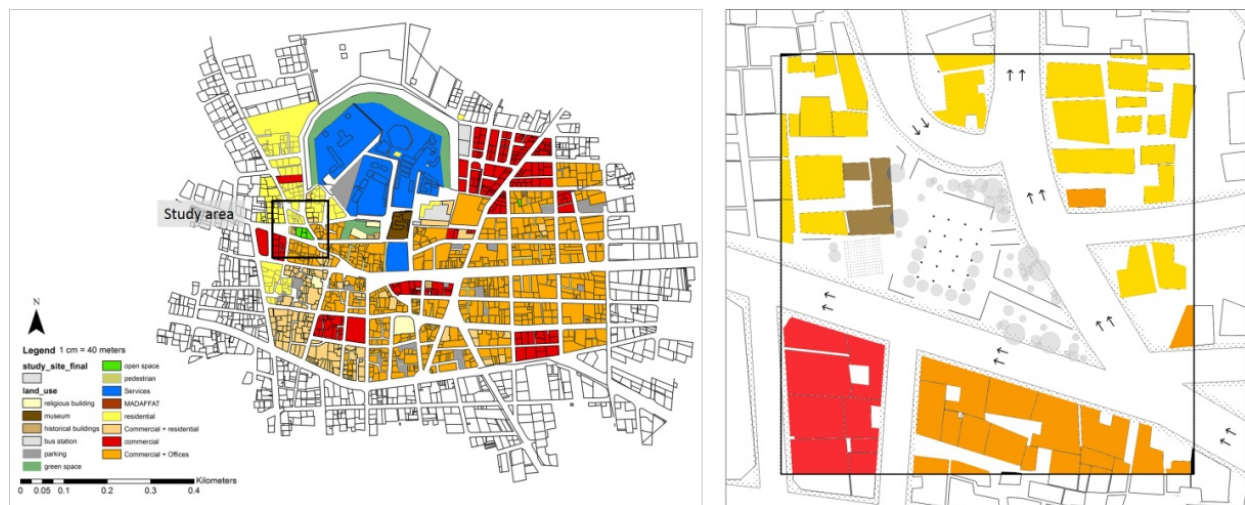 Study area
N
Legend 1 cm = 40 meters
study_site_final
land_use
religious building
museum
historical buildings
bus station
parking
green space
open space
pedestrian
Services
MADAFFAT
residential
Commercial + residential
commercial
Commercial + Offices
Kilometers
0 0.05 0.1 0.2 0.3 0.4